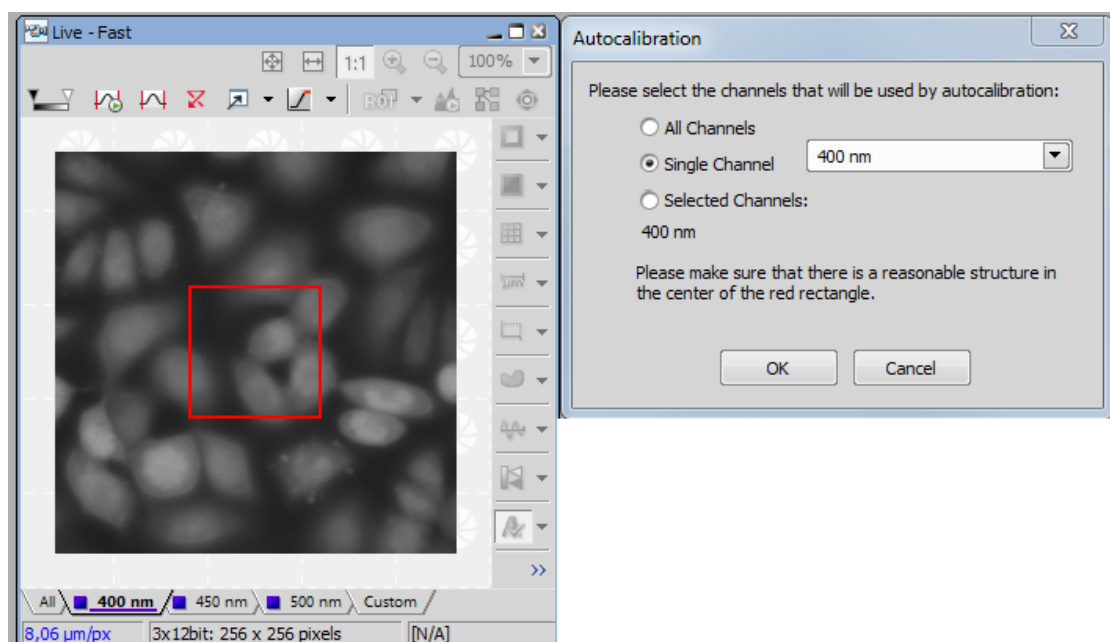 Live - Fast
1:1
100%
ROI
µm
All
400 nm
450 nm
500 nm
Custom
8,06 µm/px
3x12bit: 256 x 256 pixels
[N/A]
Autocalibration
Please select the channels that will be used by autocalibration:
All Channels
Single Channel
400 nm
Selected Channels:
400 nm
Please make sure that there is a reasonable structure in
the center of the red rectangle.
OK
Cancel